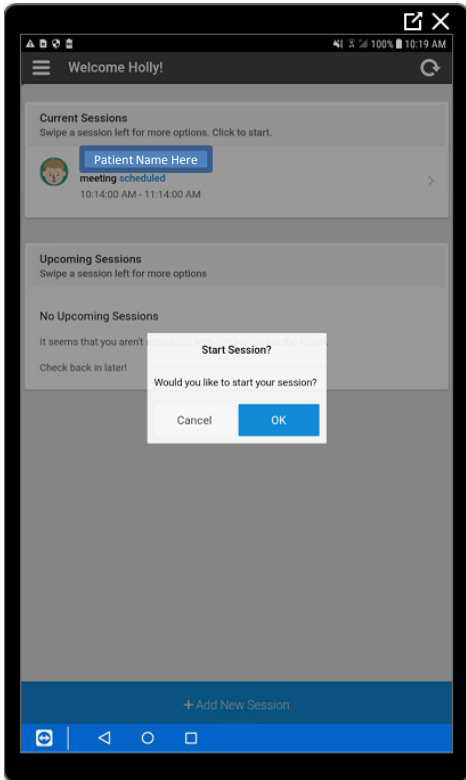 100% 10:19 AM
Welcome Holly!
Current Sessions
Swipe a session left for more options. Click to start.
Patient Name Here
meeting scheduled
10:14:00 AM - 11:14:00 AM
Upcoming Sessions
Swipe a session left for more options
No Upcoming Sessions
It seems that you aren't
Check back in later!
Start Session?
Would you like to start your session?
Cancel OK
+ Add New Session